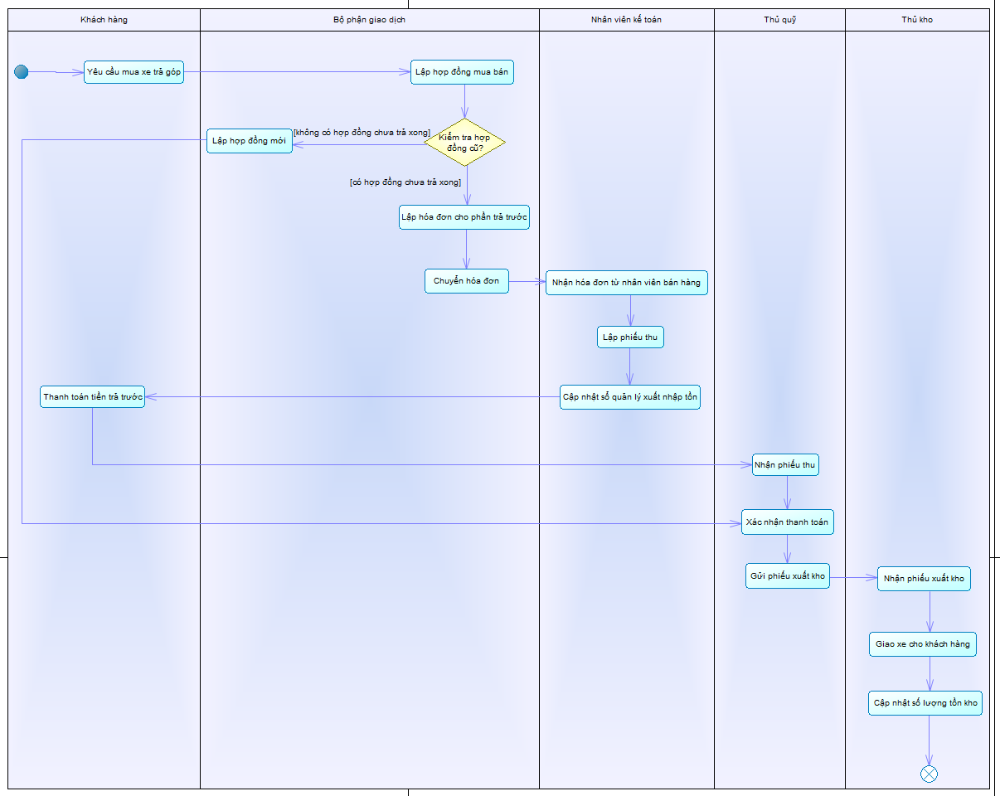 Khách hàng
Bộ phận giao dịch
Nhân viên kế toán
Thủ quỹ
Thủ kho
Yêu cầu mua xe trả góp
Lập hợp đồng mua bán
Lập hợp đồng mới
[không có hợp đồng chưa trả xong]
Kiểm tra hợp
đồng cũ?
[có hợp đồng chưa trả xong]
Lập hóa đơn cho phần trả trước
Chuyển hóa đơn
Nhận hóa đơn từ nhân viên bán hàng
Lập phiếu thu
Thanh toán tiền trả trước
Cập nhật sổ quản lý xuất nhập tồn
Nhận phiếu thu
Xác nhận thanh toán
Gửi phiếu xuất kho
Nhận phiếu xuất kho
Giao xe cho khách hàng
Cập nhật số lượng tồn kho